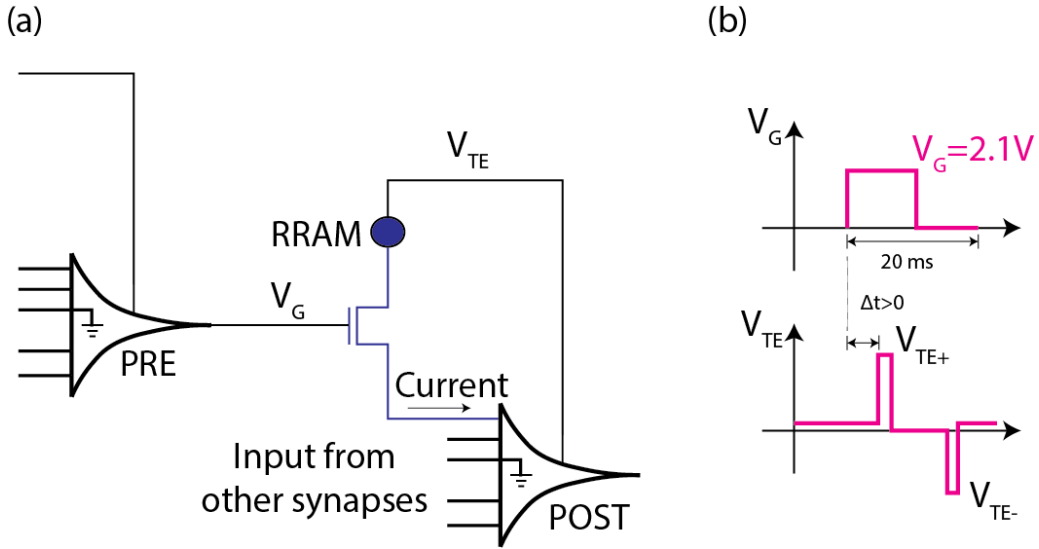 (a)
V_TE
RRAM
V_G
PRE
Current
Input from
other synapses
POST
(b)
V_G
V_G=2.1V
20 ms
Δt>0
V_TE
V_TE+
V_TE-